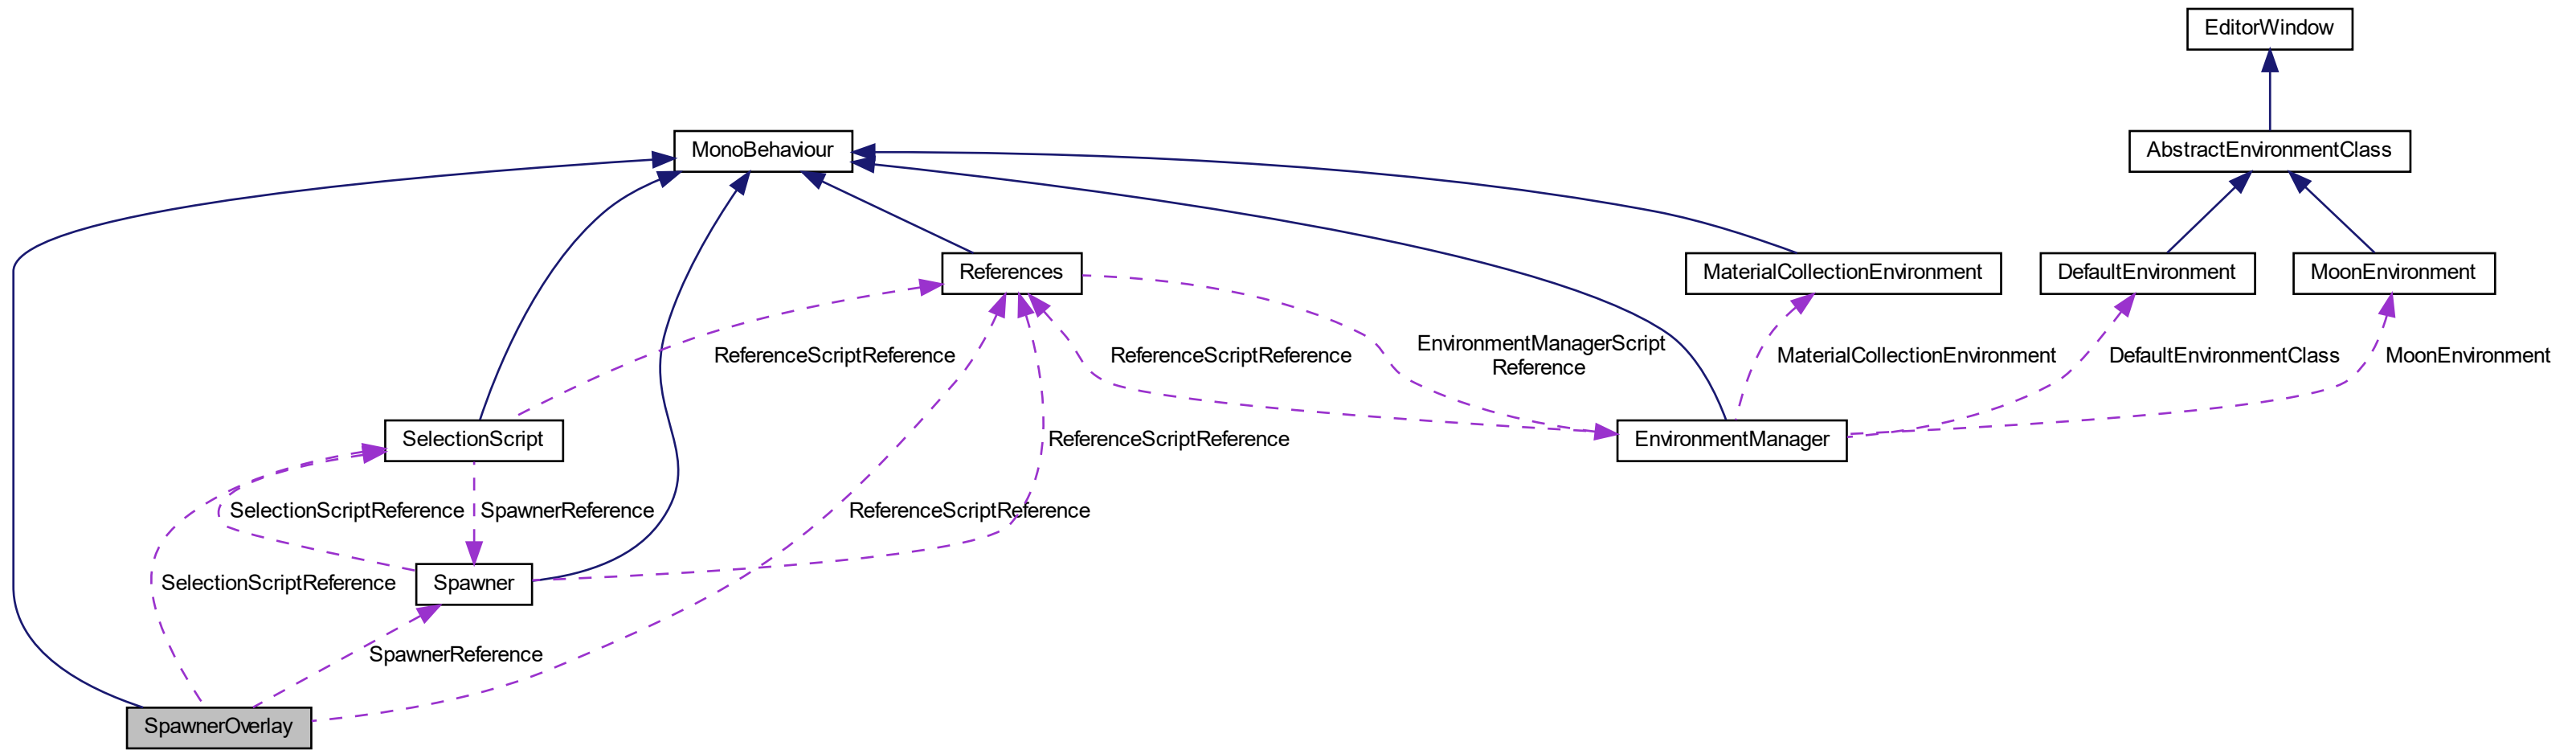 EditorWindow
MonoBehaviour
AbstractEnvironmentClass
References
MaterialCollectionEnvironment
DefaultEnvironment
MoonEnvironment
ReferenceScriptReference
ReferenceScriptReference
EnvironmentManagerScript
Reference
MaterialCollectionEnvironment
DefaultEnvironmentClass
MoonEnvironment
SelectionScript
ReferenceScriptReference
EnvironmentManager
SelectionScriptReference
SpawnerReference
ReferenceScriptReference
SelectionScriptReference
Spawner
SpawnerReference
SpawnerOverlay